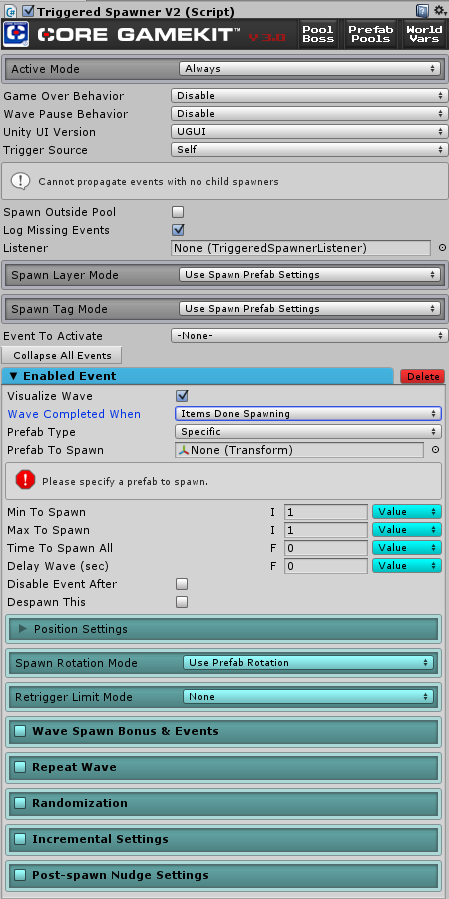 Triggered Spawner V2 (Script)
CORE GAMEKIT™ V 3.0 Pool Boss Prefab Pools World Vars
Active Mode Always
Game Over Behavior Disable
Wave Pause Behavior Disable
Unity UI Version UGUI
Trigger Source Self
Cannot propagate events with no child spawners
Spawn Outside Pool
Log Missing Events
Listener None (TriggeredSpawnerListener)
Spawn Layer Mode Use Spawn Prefab Settings
Spawn Tag Mode Use Spawn Prefab Settings
Event To Activate -None-
Collapse All Events
▼ Enabled Event Delete
Visualize Wave
Wave Completed When Items Done Spawning
Prefab Type Specific
Prefab To Spawn None (Transform)
Please specify a prefab to spawn.
Min To Spawn I 1 Value
Max To Spawn I 1 Value
Time To Spawn All F 0 Value
Delay Wave (sec) F 0 Value
Disable Event After
Despawn This
Position Settings
Spawn Rotation Mode Use Prefab Rotation
Retrigger Limit Mode None
Wave Spawn Bonus & Events
Repeat Wave
Randomization
Incremental Settings
Post-spawn Nudge Settings